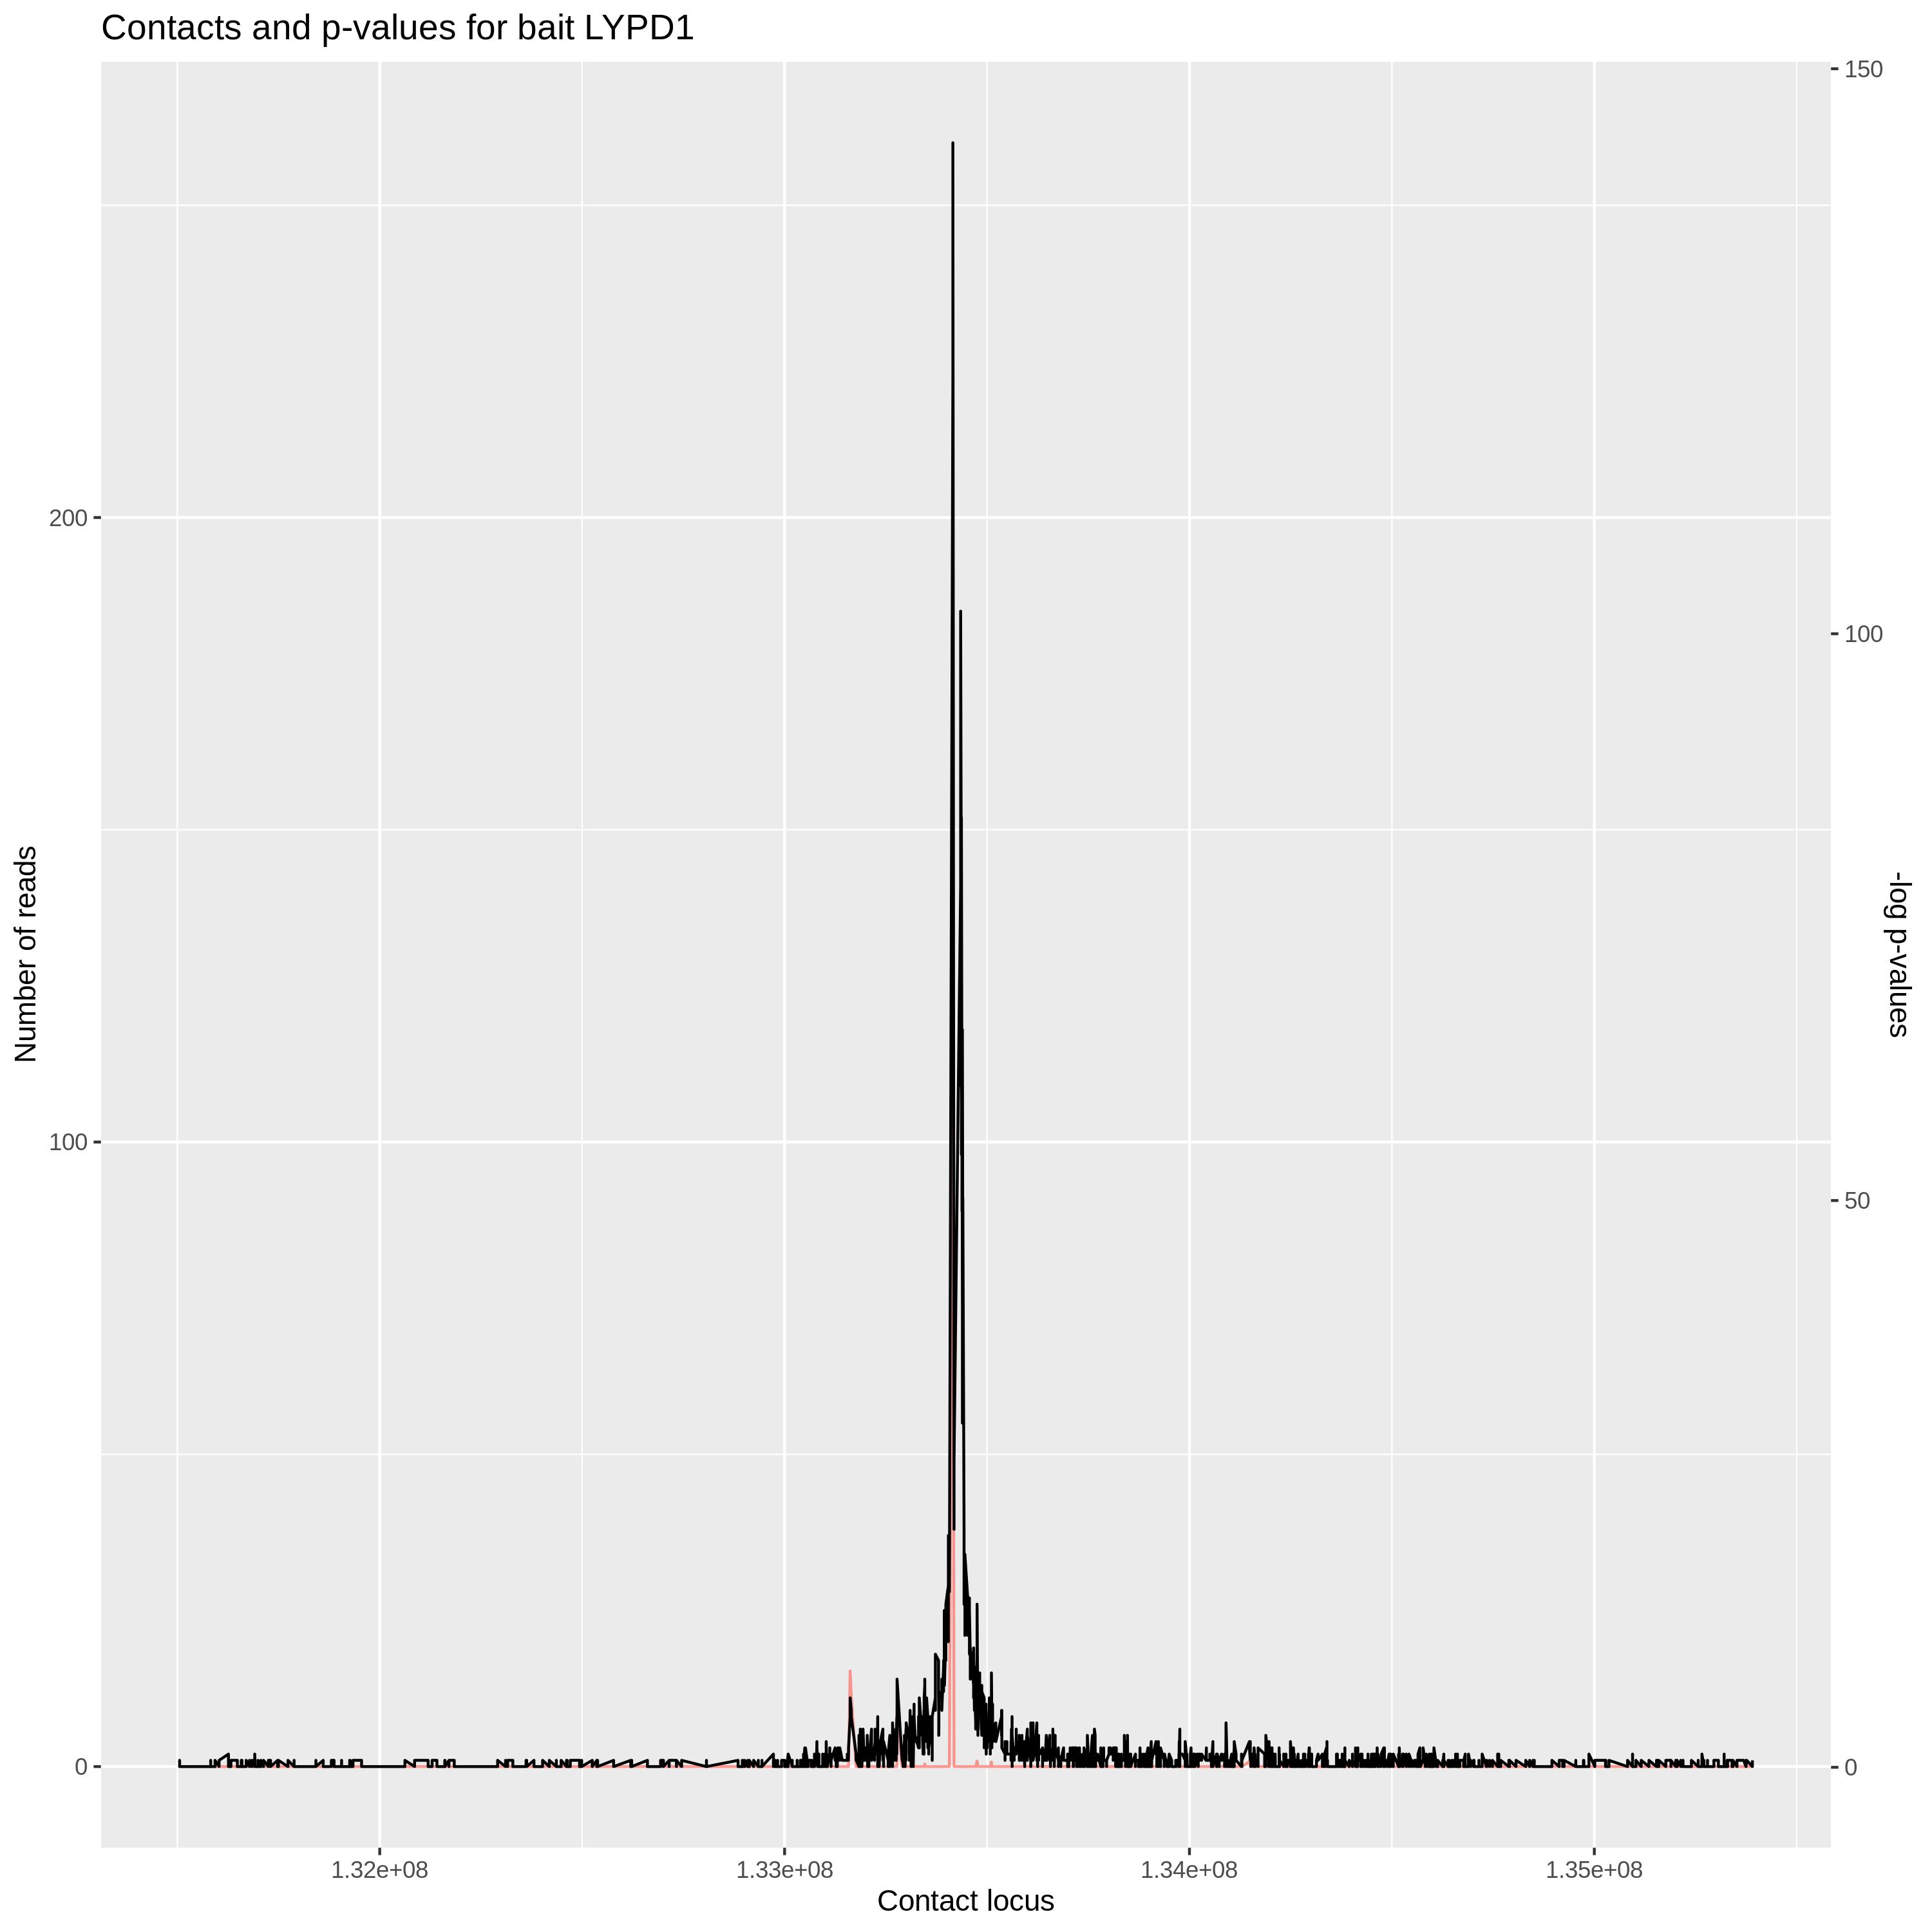 Contacts and p-values for bait LYPD1
150
200
100
100
50
0
0
Number of reads
-log p-values
1.32e+08
1.33e+08
1.34e+08
1.35e+08
Contact locus